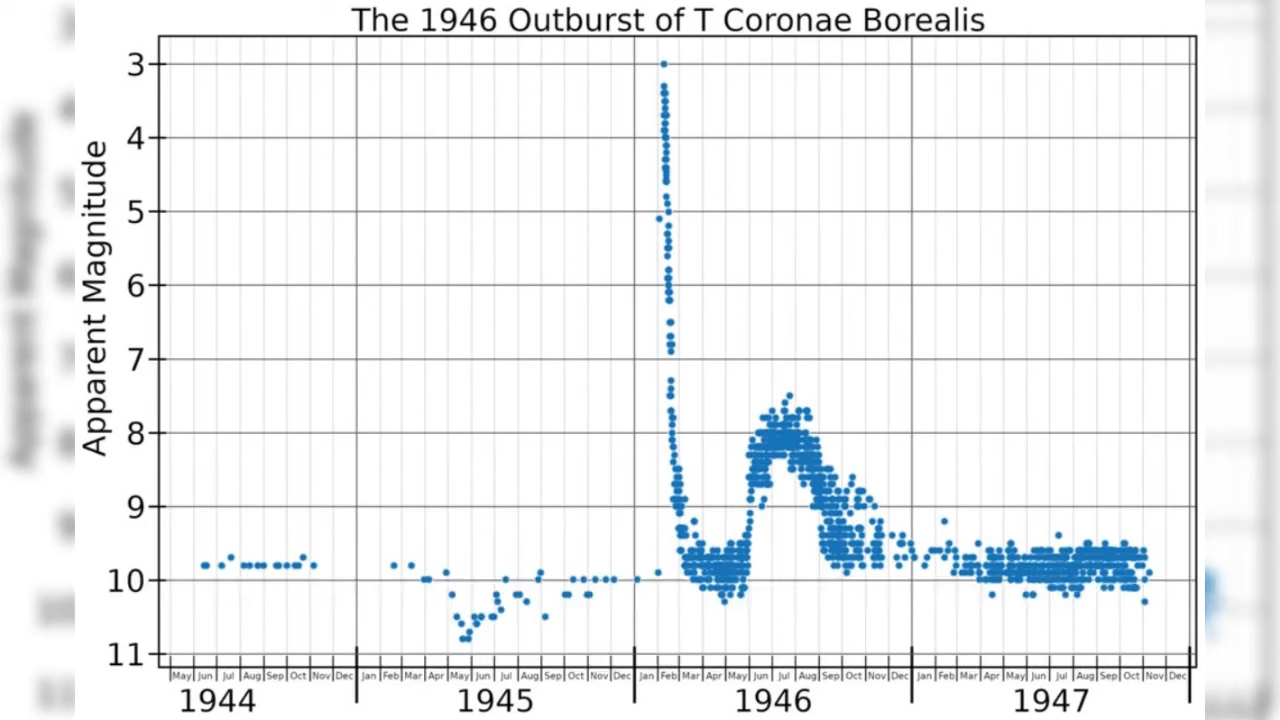 The 1946 Outburst of T Coronae Borealis
Apparent Magnitude
3
4
5
6
7
8
9
10
11
May Jun Jul Aug Sep Oct Nov Dec Jan Feb Mar Apr May Jun Jul Aug Sep Oct Nov Dec Jan Feb Mar Apr May Jun Jul Aug Sep Oct Nov Dec Jan Feb Mar Apr May Jun Jul Aug Sep Oct Nov Dec
1944 1945 1946 1947